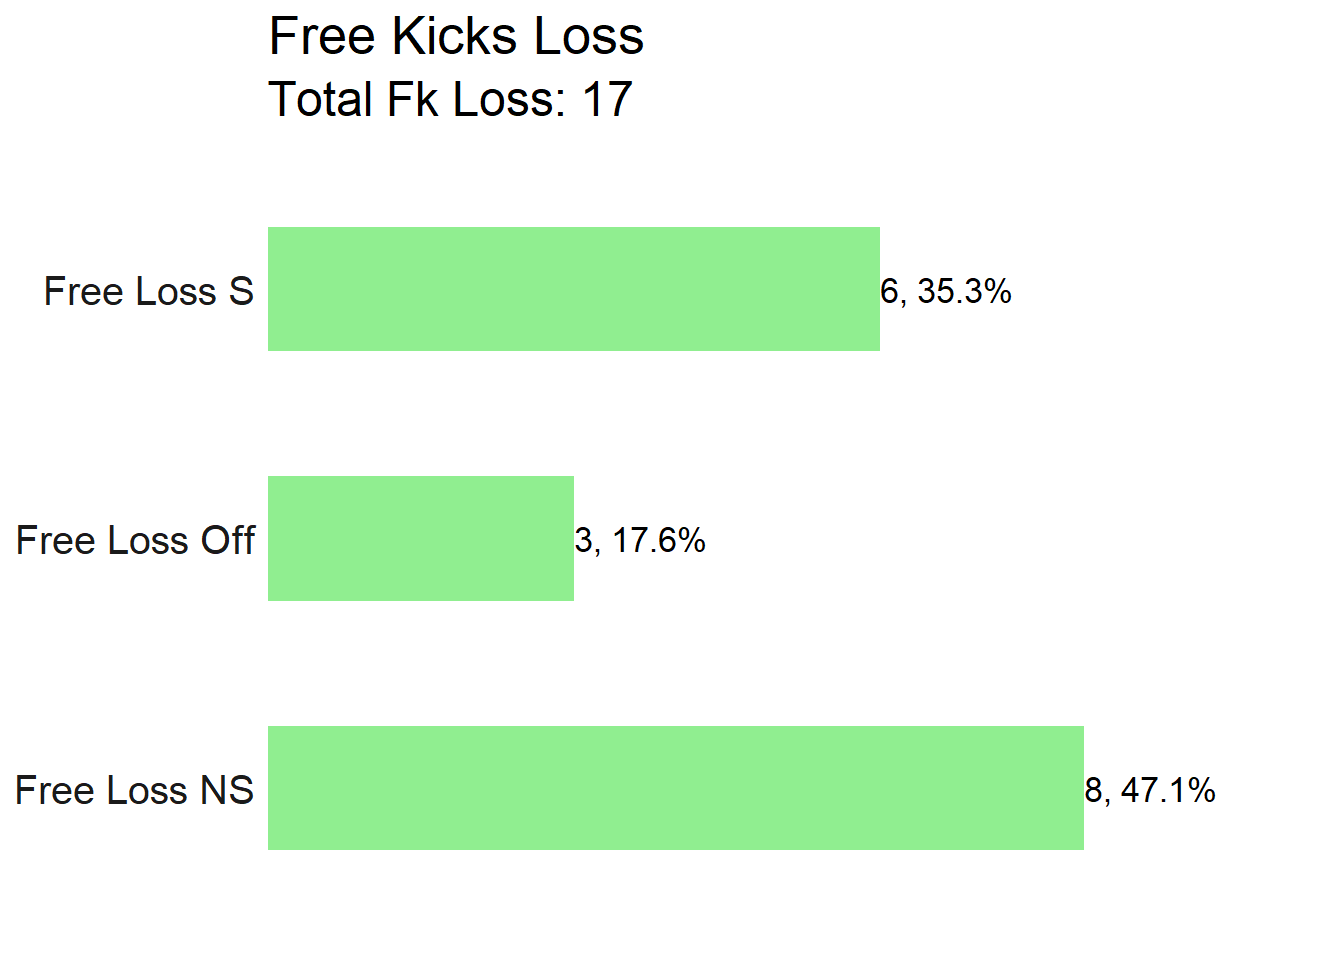 Free Kicks Loss
Total Fk Loss: 17
Free Loss S
6, 35.3%
Free Loss Off
3, 17.6%
Free Loss NS
8, 47.1%